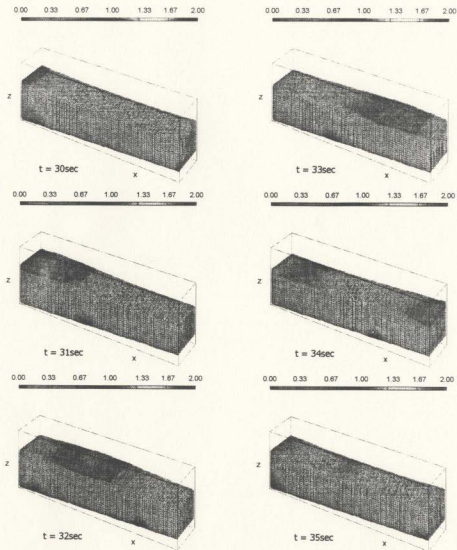 0.00 0.33 0.67 1.00 1.33 1.67 2.00
z
t = 30sec
x
0.00 0.33 0.67 1.00 1.33 1.67 2.00
z
t = 33sec
x
0.00 0.33 0.67 1.00 1.33 1.67 2.00
z
t = 31sec
x
0.00 0.33 0.67 1.00 1.33 1.67 2.00
z
t = 34sec
x
z
t = 32sec
x
0.00 0.33 0.67 1.00 1.33 1.67 2.00
z
t = 35sec
x
0.00 0.33 0.67 1.00 1.33 1.67 2.00